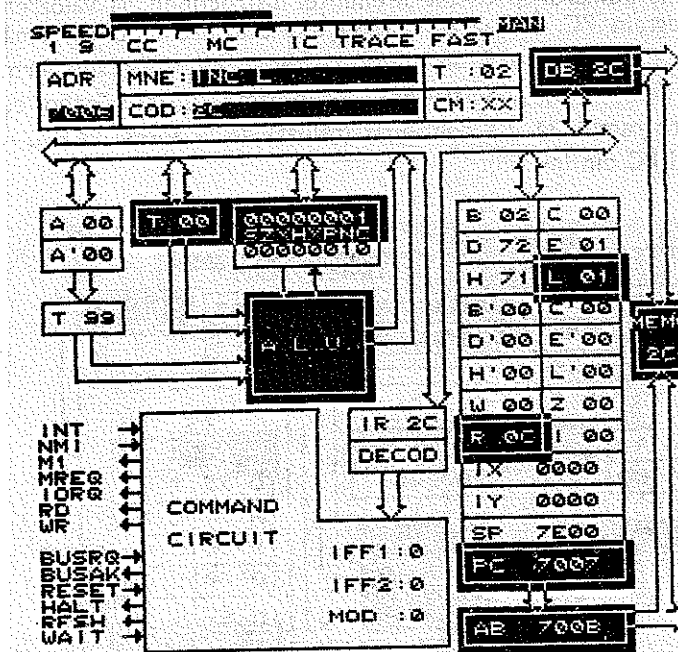 SPEED MAN
1 9 CC MC IC TRACE FAST
ADR MNE: INC L T :02
COD: 2C CM:XX
DB 2C
A 00 T 00 00000001
SZ HVPNC
A'00 00000010
T 99
A L U
B 02 C 00
D 72 E 01
H 71 L 01
B'00 C'00
D'00 E'00
H'00 L'00
W 00 Z 00
R 0C I 00
IX 0000
IY 0000
SP 7E00
PC 7007
AB 700B
MEM
2C
IR 2C
DECOD
INT
NMI
M1
MREQ
IORQ
RD
WR
BUSRQ
BUSAK
RESET
HALT
RFSH
WAIT
COMMAND
CIRCUIT
IFF1:0
IFF2:0
MOD :0